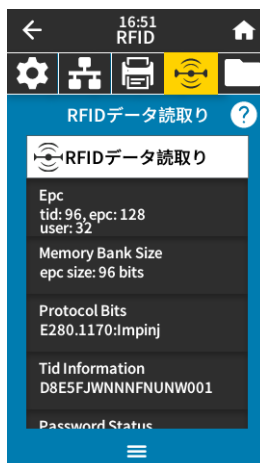 16:51
RFID
RFIDデータ読取り
?
RFIDデータ読取り
Epc
tid: 96, epc: 128
user: 32
Memory Bank Size
epc size: 96 bits
Protocol Bits
E280.1170:Impinj
Tid Information
D8E5FJWNNNFNUNW001
Password Status